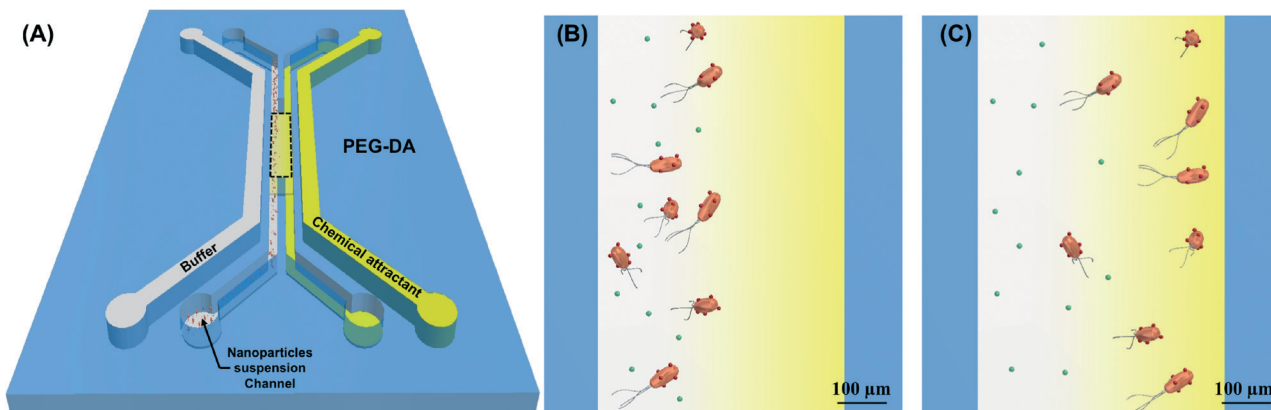 (A)
PEG-DA
Buffer
Chemical attractant
Nanoparticles
suspension
Channel
(B)
100 µm
(C)
100 µm